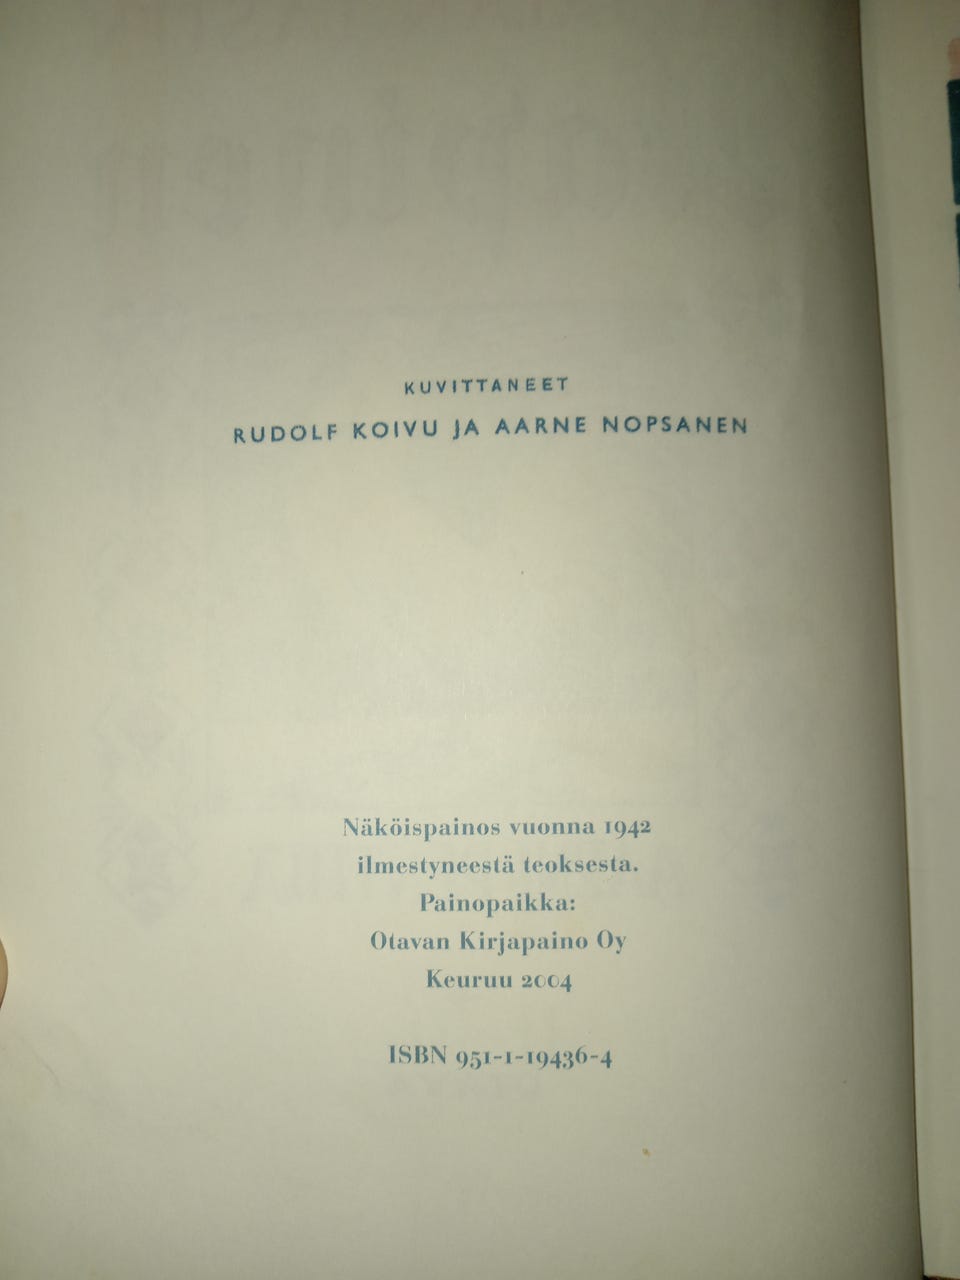 KUVITTANEET
RUDOLF KOIVU JA AARNE NOPSANEN
Näköispainos vuonna 1942
ilmestyneestä teoksesta.
Painopaikka:
Otavan Kirjapaino Oy
Keuruu 2004
ISBN 951-1-19436-4